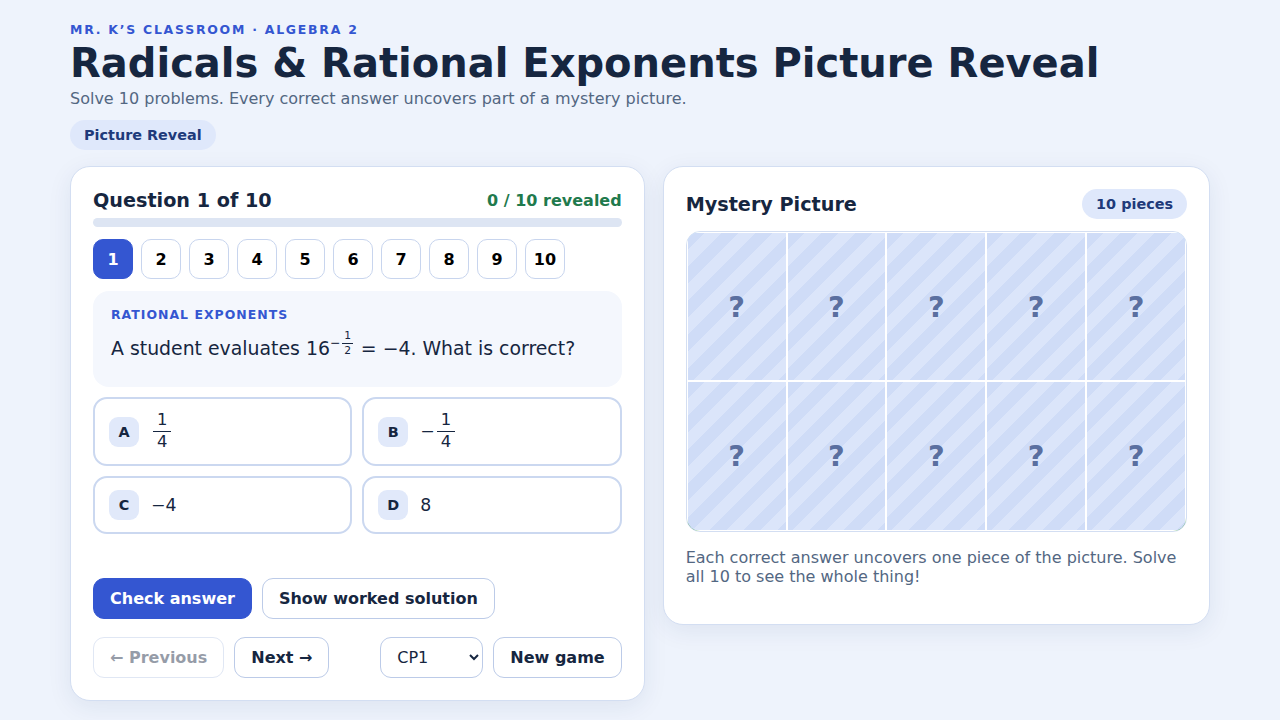 MR. K’S CLASSROOM · ALGEBRA 2
Radicals & Rational Exponents Picture Reveal
Solve 10 problems. Every correct answer uncovers part of a mystery picture.
Picture Reveal
Question 1 of 10
0 / 10 revealed
1 2 3 4 5 6 7 8 9 10
RATIONAL EXPONENTS
A student evaluates 16^(−1/2) = −4. What is correct?
A 1/4
B −1/4
C −4
D 8
Check answer
Show worked solution
← Previous
Next →
CP1
New game
Mystery Picture
10 pieces
? ? ? ? ?
? ? ? ? ?
Each correct answer uncovers one piece of the picture. Solve
all 10 to see the whole thing!